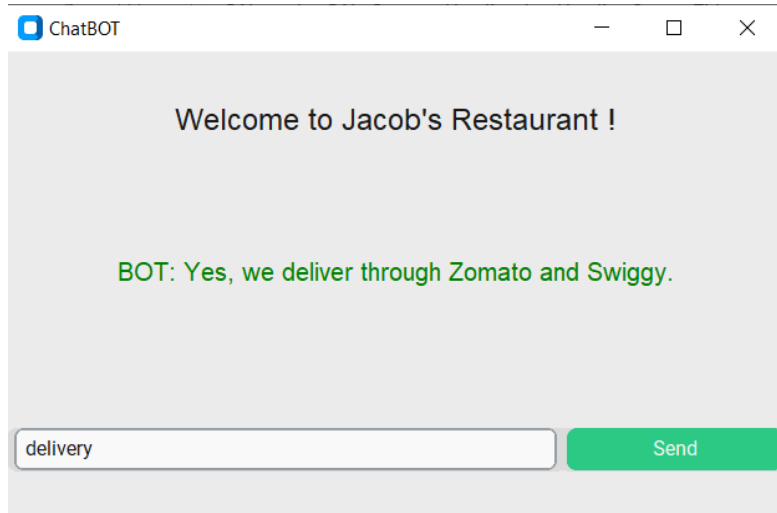 ChatBOT
Welcome to Jacob's Restaurant !
BOT: Yes, we deliver through Zomato and Swiggy.
delivery
Send